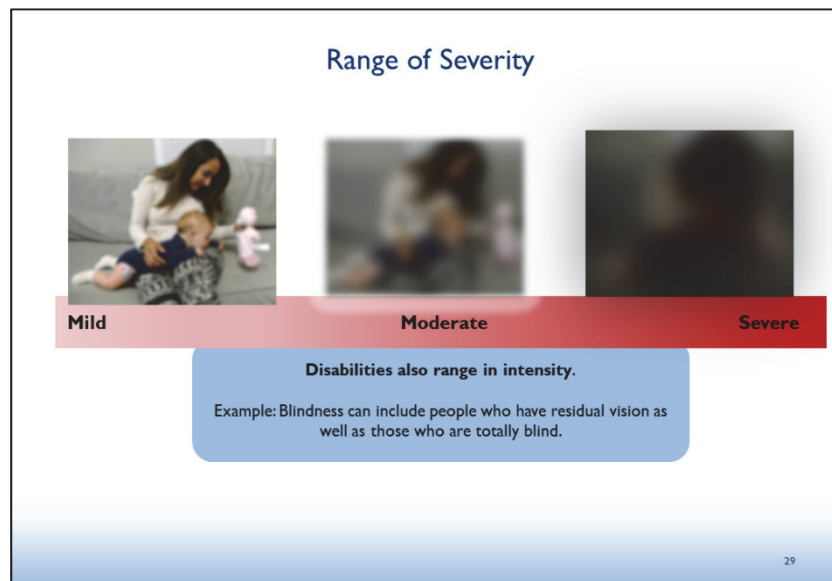 Range of Severity
Mild Moderate Severe
Disabilities also range in intensity.
Example: Blindness can include people who have residual vision as
well as those who are totally blind.
29